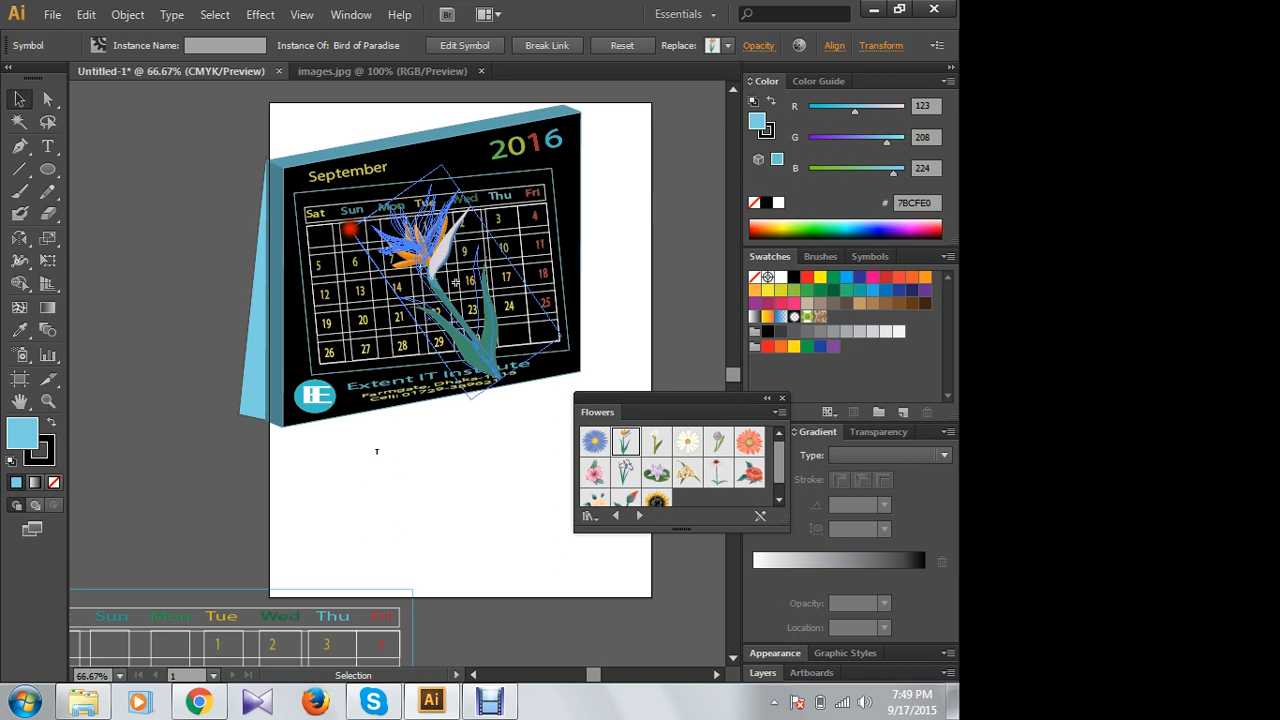 Ai File Edit Object Type Select Effect View Window Help Br Essentials
Symbol Instance Name: Instance Of: Bird of Paradise Edit Symbol Break Link Reset Replace: Opacity Align Transform
Untitled-1* @ 66.67% (CMYK/Preview) × images.jpg @ 100% (RGB/Preview) ×
Color Color Guide
R 123
G 208
B 224
# 7BCFE0
Swatches Brushes Symbols
2016
September
Sat Sun Mon Tue Wed Thu Fri
2 3 4
5 6 7 9 10 11
12 13 14 16 17 18
19 20 21 22 23 24 25
26 27 28 29
Extent IT Institute
Farmgate, Dhaka-1215
Flowers
Gradient Transparency
Type:
Stroke:
Opacity:
Location:
Appearance Graphic Styles
Layers Artboards
Sun Mon Tue Wed Thu Fri
1 2 3 4
66.67% 1 Selection
Ai
7:49 PM
9/17/2015